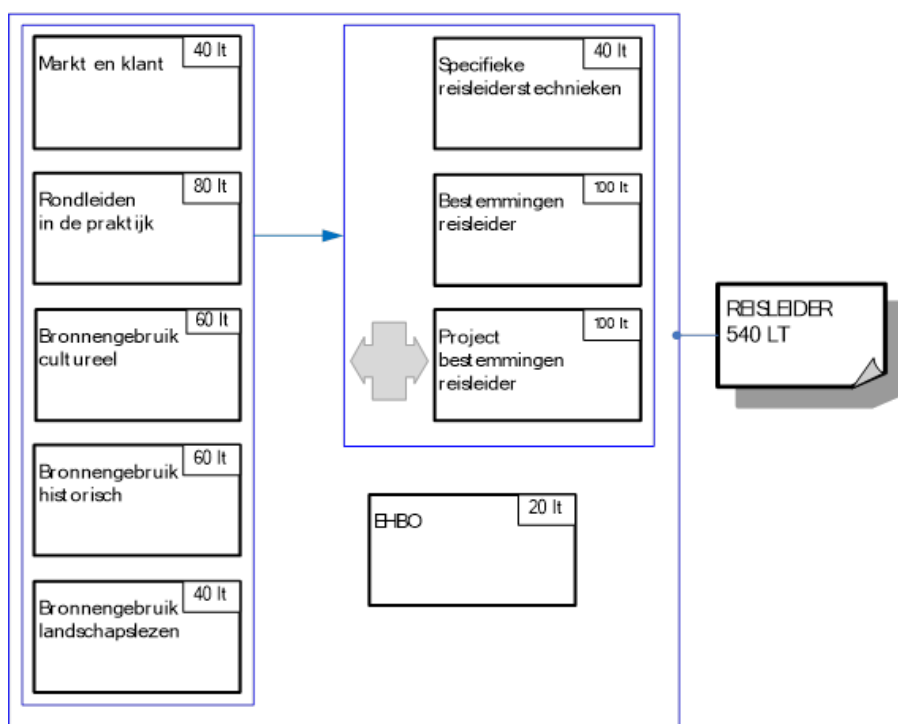 40 lt
Markt en klant
80 lt
Rondleiden
in de praktijk
60 lt
Bronnengebruik
cultureel
60 lt
Bronnengebruik
historisch
40 lt
Bronnengebruik
landschapslezen
40 lt
Specifieke
reisleiderstechnieken
100 lt
Bestemmingen
reisleider
100 lt
Project
bestemmingen
reisleider
20 lt
EHBO
REISLEIDER
540 LT